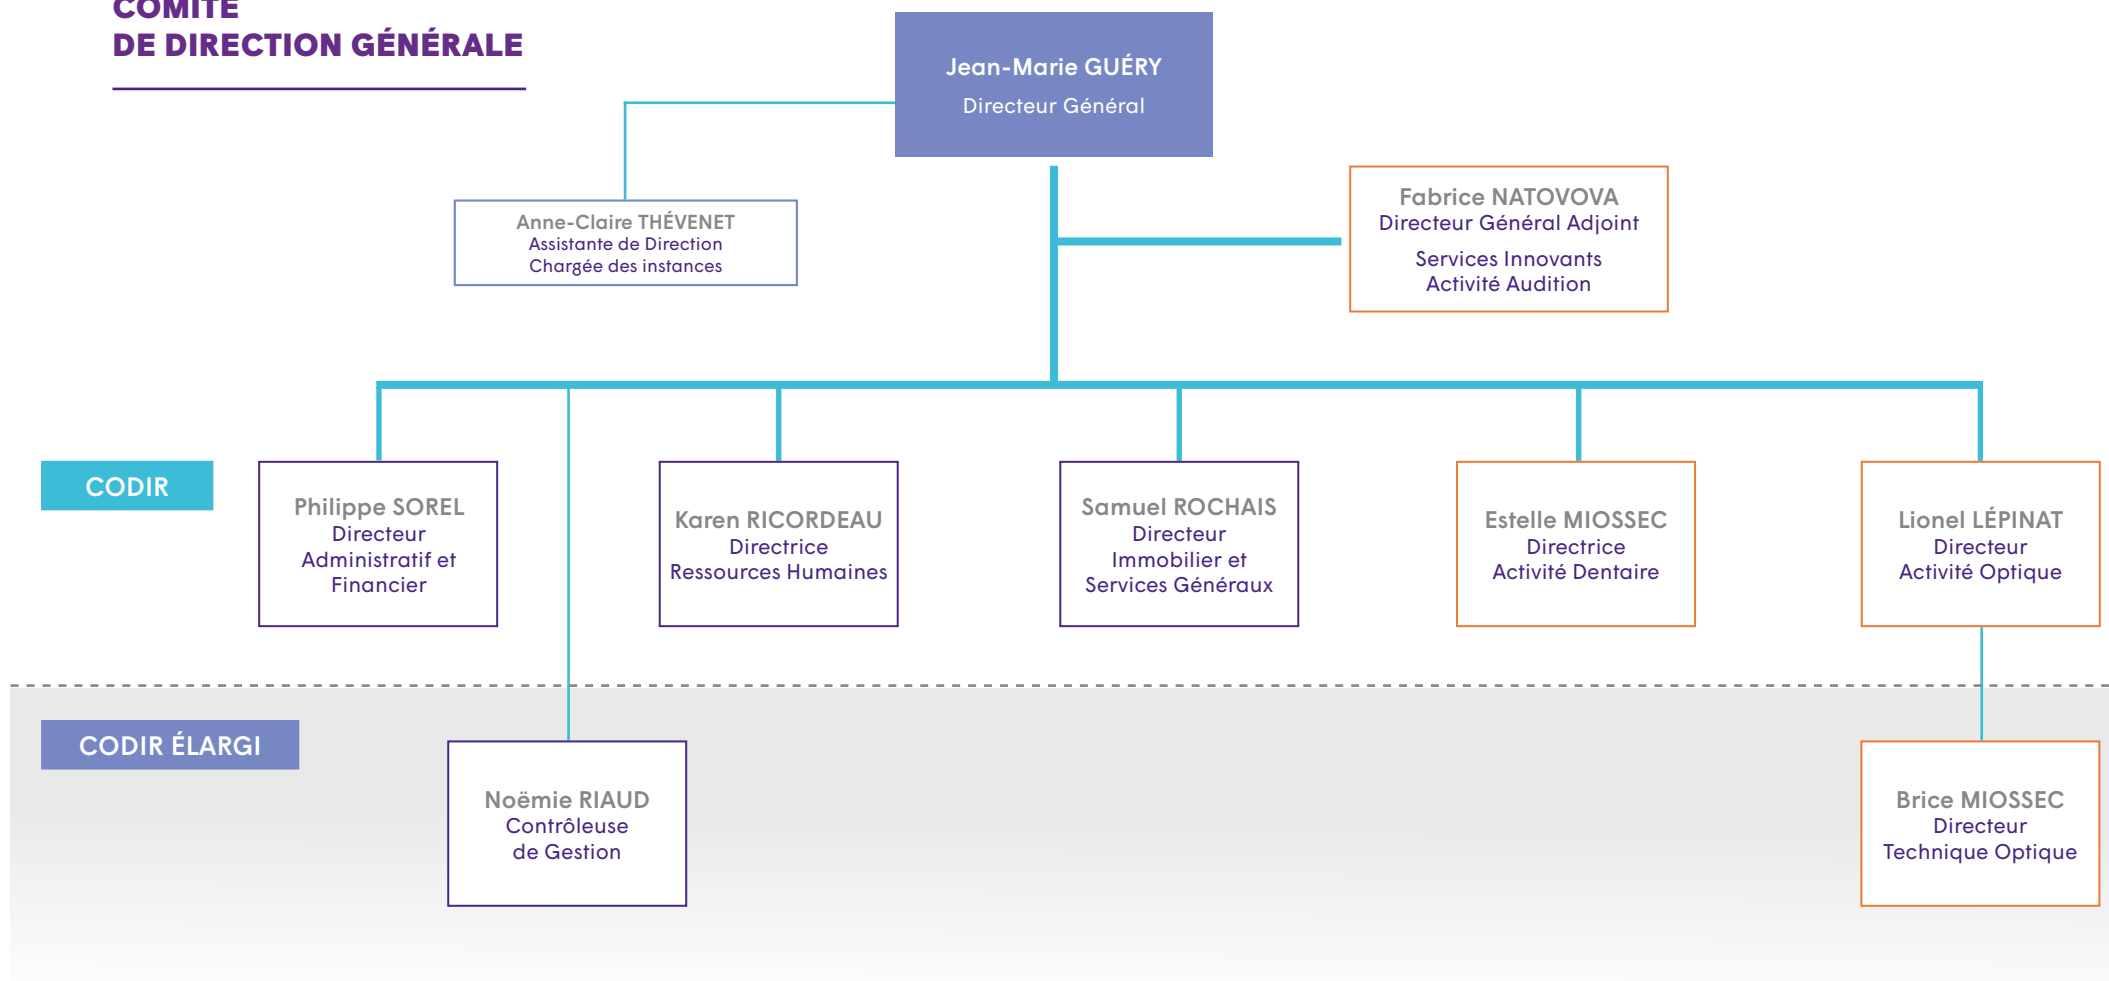 COMITÉ
DE DIRECTION GÉNÉRALE
Jean-Marie GUÉRY
Directeur Général
Anne-Claire THÉVENET
Assistante de Direction
Chargée des instances
Fabrice NATOVOVA
Directeur Général Adjoint
Services Innovants
Activité Audition
CODIR
Philippe SOREL
Directeur
Administratif et
Financier
Karen RICORDEAU
Directrice
Ressources Humaines
Samuel ROCHAIS
Directeur
Immobilier et
Services Généraux
Estelle MIOSSEC
Directrice
Activité Dentaire
Lionel LÉPINAT
Directeur
Activité Optique
CODIR ÉLARGI
Noëmie RIAUD
Contrôleuse
de Gestion
Brice MIOSSEC
Directeur
Technique Optique